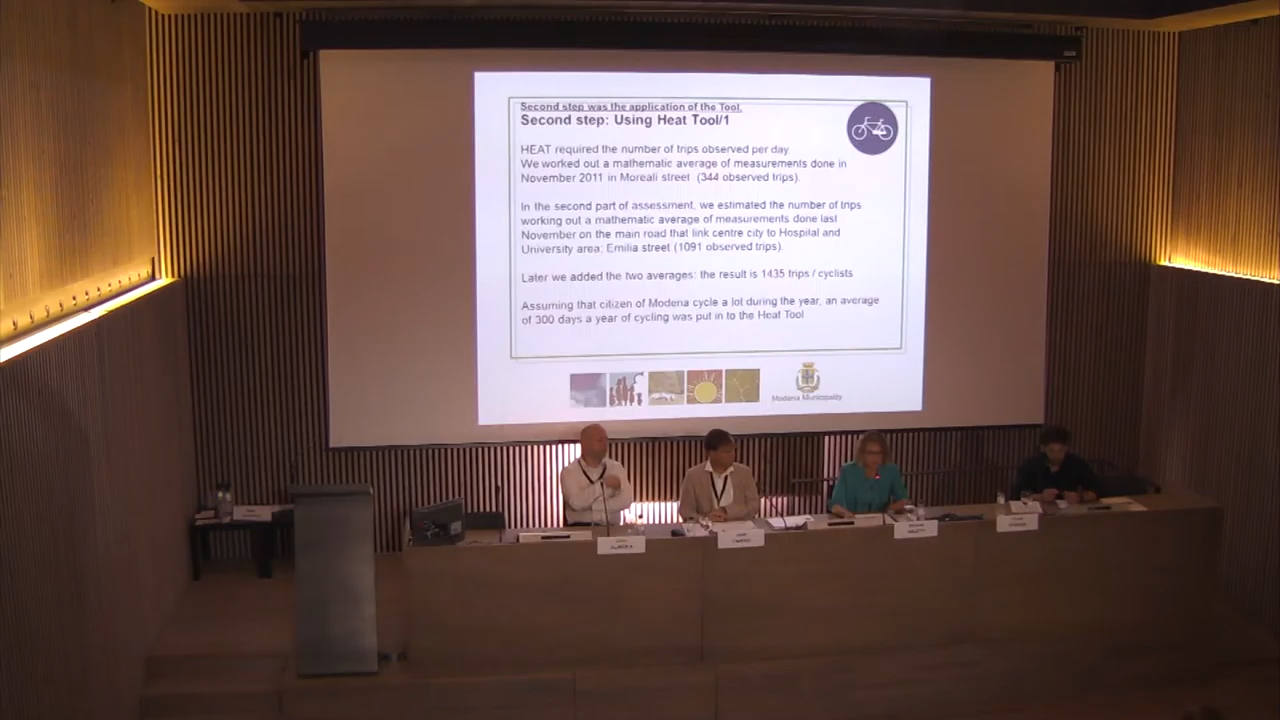 Second step was the application of the Tool.
Second step: Using Heat Tool/1
HEAT required the number of trips observed per day.
We worked out a mathematic average of measurements done in
November 2011 in Moreali street (344 observed trips).
In the second part of assessment, we estimated the number of trips
working out a mathematic average of measurements done last
November on the main road that link centre city to Hospital and
University area: Emilia street (1091 observed trips).
Later we added the two averages: the result is 1435 trips / cyclists
Assuming that citizen of Modena cycle a lot during the year, an average
of 300 days a year of cycling was put in to the Heat Tool
Modena Municipality